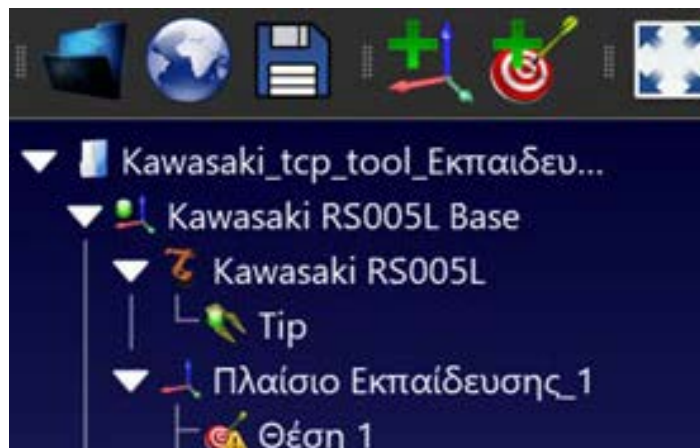 Kawasaki_tcp_tool_Εκπαιδευ...
Kawasaki RS005L Base
Kawasaki RS005L
Tip
Πλαίσιο Εκπαίδευσης_1
Θέση 1